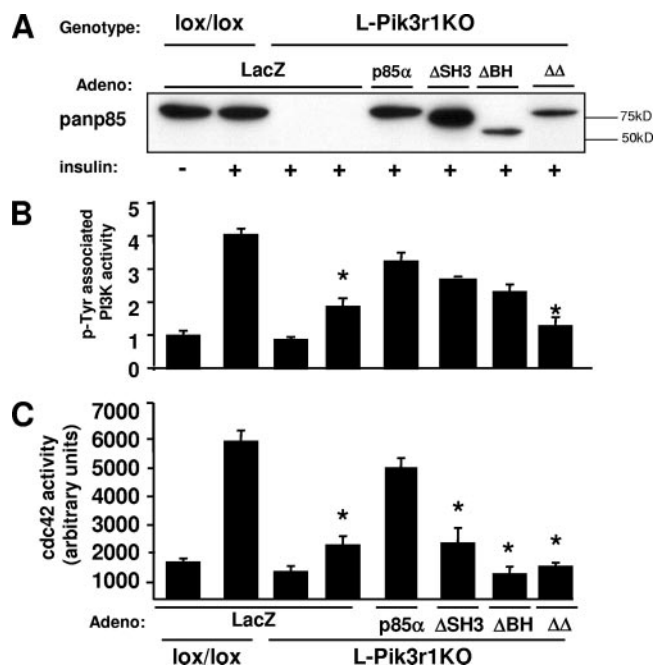 A
Genotype: lox/lox L-Pik3r1KO
Adeno: LacZ p85α ΔSH3 ΔBH ΔΔ
panp85
75kD
50kD
insulin: - + + + + + + +
B
p-Tyr associated
PI3K activity
5
4
3
2
1
0
* *
C
cdc42 activity
(arbitrary units)
7000
6000
5000
4000
3000
2000
1000
* * * *
Adeno: LacZ p85α ΔSH3 ΔBH ΔΔ
lox/lox L-Pik3r1KO